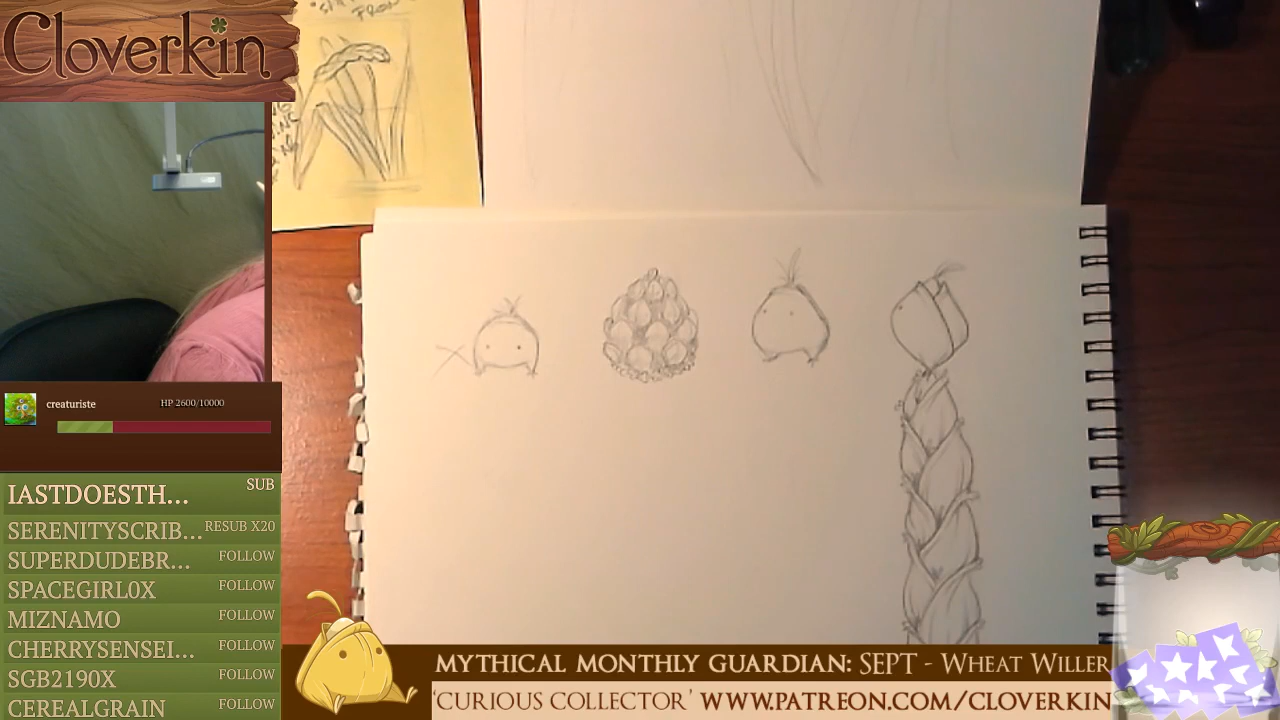 Cloverkin
FROM
creaturiste
HP 2600/10000
IASTDOESTH...
SUB
SERENITYSCRIB...
RESUB X20
SUPERDUDEBR...
FOLLOW
SPACEGIRL0X
FOLLOW
MIZNAMO
FOLLOW
CHERRYSENSEI...
FOLLOW
SGB2190X
FOLLOW
CEREALGRAIN
FOLLOW
MYTHICAL MONTHLY GUARDIAN: SEPT - WHEAT WILLER
'CURIOUS COLLECTOR' WWW.PATREON.COM/CLOVERKIN